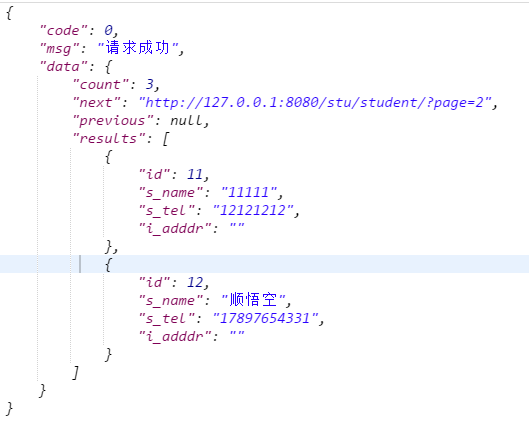 {
"code": 0,
"msg": "请求成功",
"data": {
"count": 3,
"next": "http://127.0.0.1:8080/stu/student/?page=2",
"previous": null,
"results": [
{
"id": 11,
"s_name": "11111",
"s_tel": "12121212",
"i_adddr": ""
},
{
"id": 12,
"s_name": "顺悟空",
"s_tel": "17897654331",
"i_adddr": ""
}
]
}
}